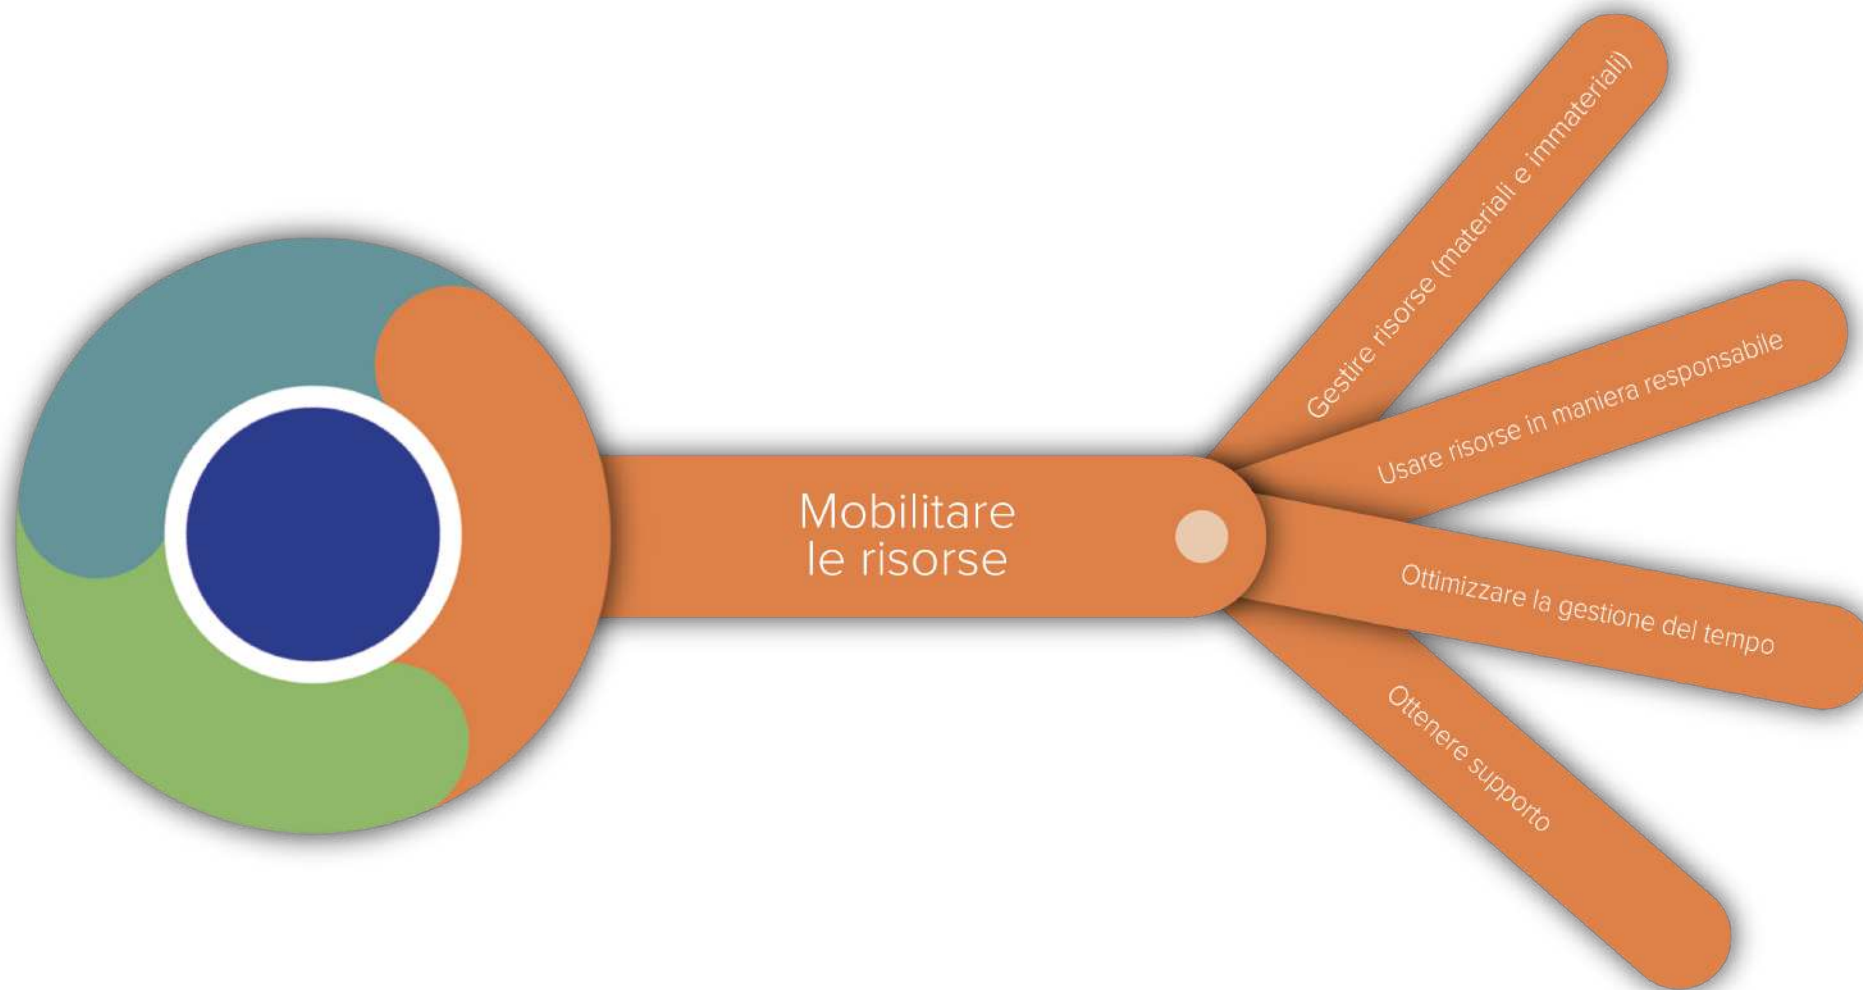 Mobilitare
le risorse
Gestire risorse (materiali e immateriali)
Usare risorse in maniera responsabile
Ottimizzare la gestione del tempo
Ottenere supporto